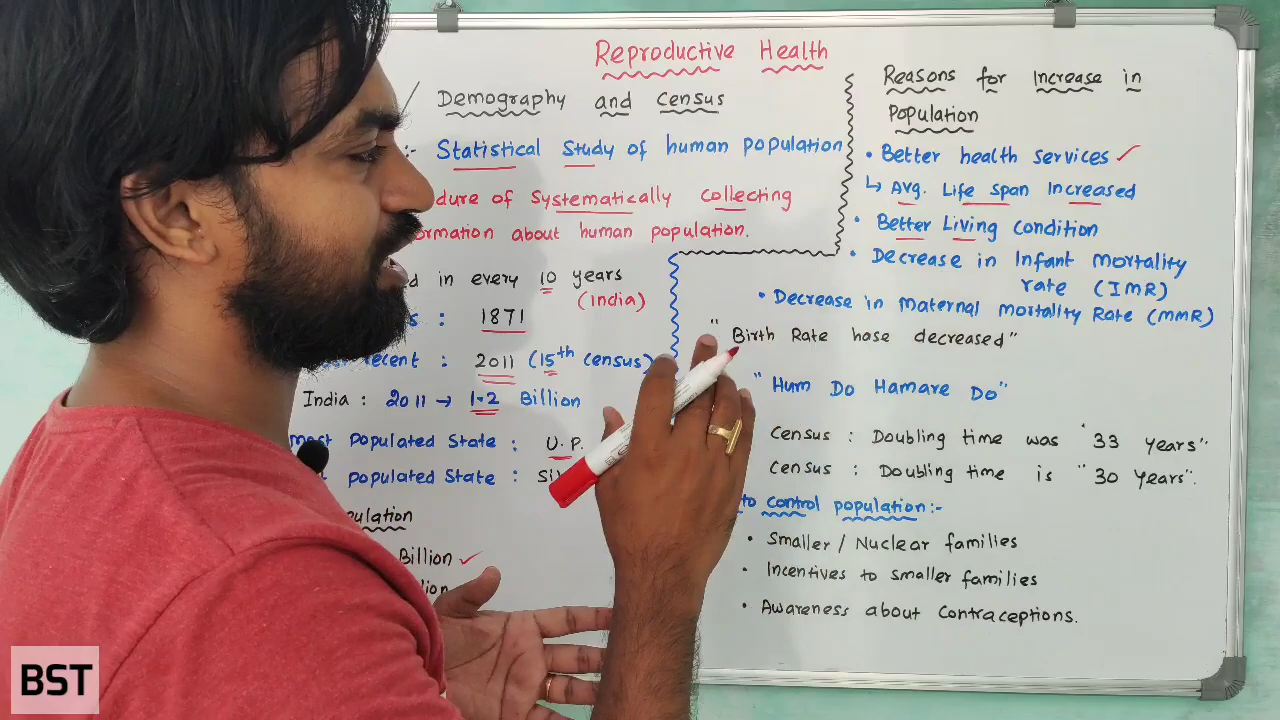 Reproductive Health
Demography and Census
:- Statistical Study of human population
dure of Systematically collecting
ormation about human population.
d in every 10 years
(India)
s : 1871
recent : 2011 (15th census)
India : 2011 → 1.2 Billion
most populated State : U.P.
populated State :
pulation
Billion
Reasons for Increase in
Population
• Better health services ✓
↳ Avg. Life span Increased
• Better Living condition
• Decrease in Infant mortality
rate (IMR)
• Decrease in Maternal mortality Rate (MMR)
" Birth Rate hase decreased"
"Hum Do Hamare Do"
Census : Doubling time was "33 years"
Census : Doubling time is "30 years".
to control population:-
• Smaller / Nuclear families
• Incentives to smaller families
• Awareness about Contraceptions.
BST